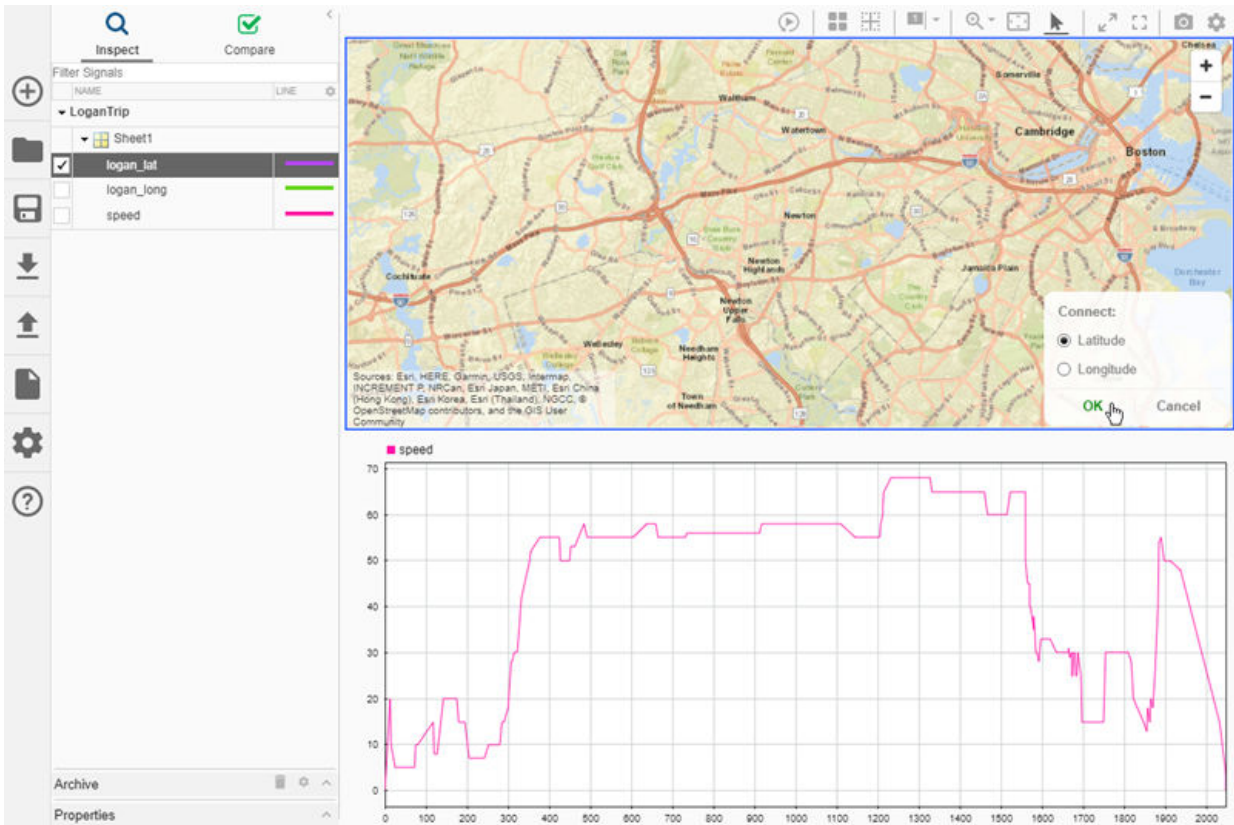 Inspect
Compare
Filter Signals
NAME
LINE
LoganTrip
Sheet1
logan_lat
logan_long
speed
Archive
Properties
Great Meadows
Chelsea
Somerville
Waltham
Watertown
Cambridge
Boston
Newton
Newton
Highlands
Jamaica Plain
Cochituate
Newton
Upper
Falls
Wellesley
Needham
Heights
Town
of Needham
+
−
Connect:
Latitude
Longitude
OK
Cancel
Sources: Esri, HERE, Garmin, USGS, Intermap,
INCREMENT P, NRCan, Esri Japan, METI, Esri China
(Hong Kong), Esri Korea, Esri (Thailand), NGCC, ©
OpenStreetMap contributors, and the GIS User
Community
speed
70
60
50
40
30
20
10
0
0 100 200 300 400 500 600 700 800 900 1000 1100 1200 1300 1400 1500 1600 1700 1800 1900 2000